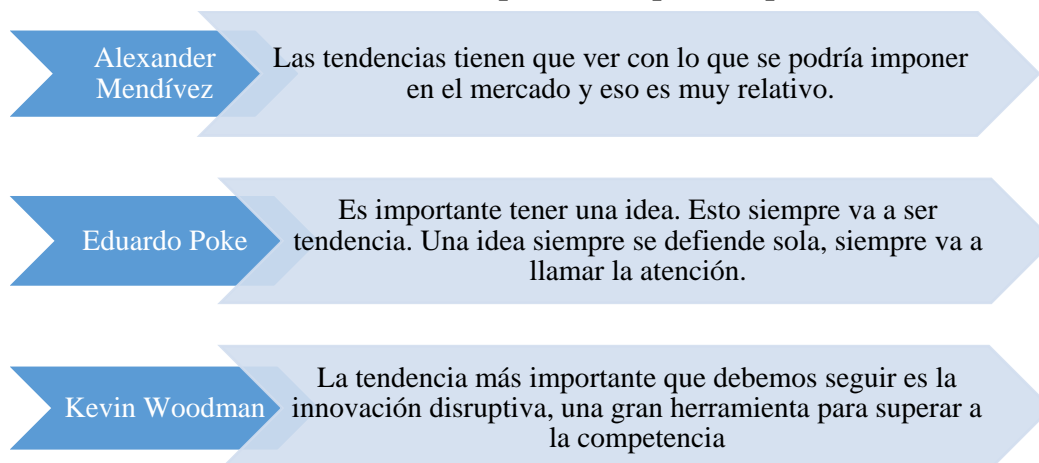 Alexander
Mendívez
Las tendencias tienen que ver con lo que se podría imponer
en el mercado y eso es muy relativo.
Eduardo Poke
Es importante tener una idea. Esto siempre va a ser
tendencia. Una idea siempre se defiende sola, siempre va a
llamar la atención.
Kevin Woodman
La tendencia más importante que debemos seguir es la
innovación disruptiva, una gran herramienta para superar a
la competencia